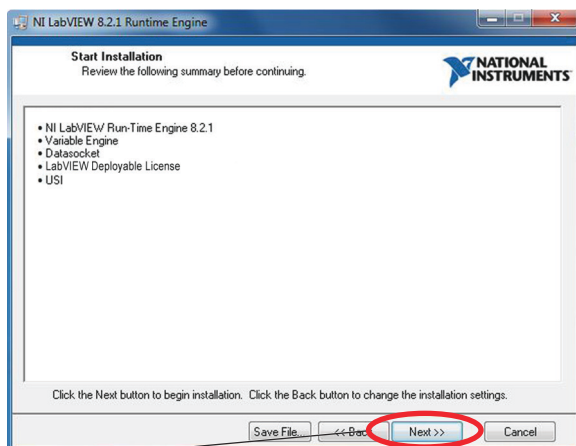 NI LabVIEW 8.2.1 Runtime Engine
Start Installation
Review the following summary before continuing.
NATIONAL
INSTRUMENTS
• NI LabVIEW Run-Time Engine 8.2.1
• Variable Engine
• Datasocket
• LabVIEW Deployable License
• USI
Click the Next button to begin installation. Click the Back button to change the installation settings.
Save File... << Back Next >> Cancel